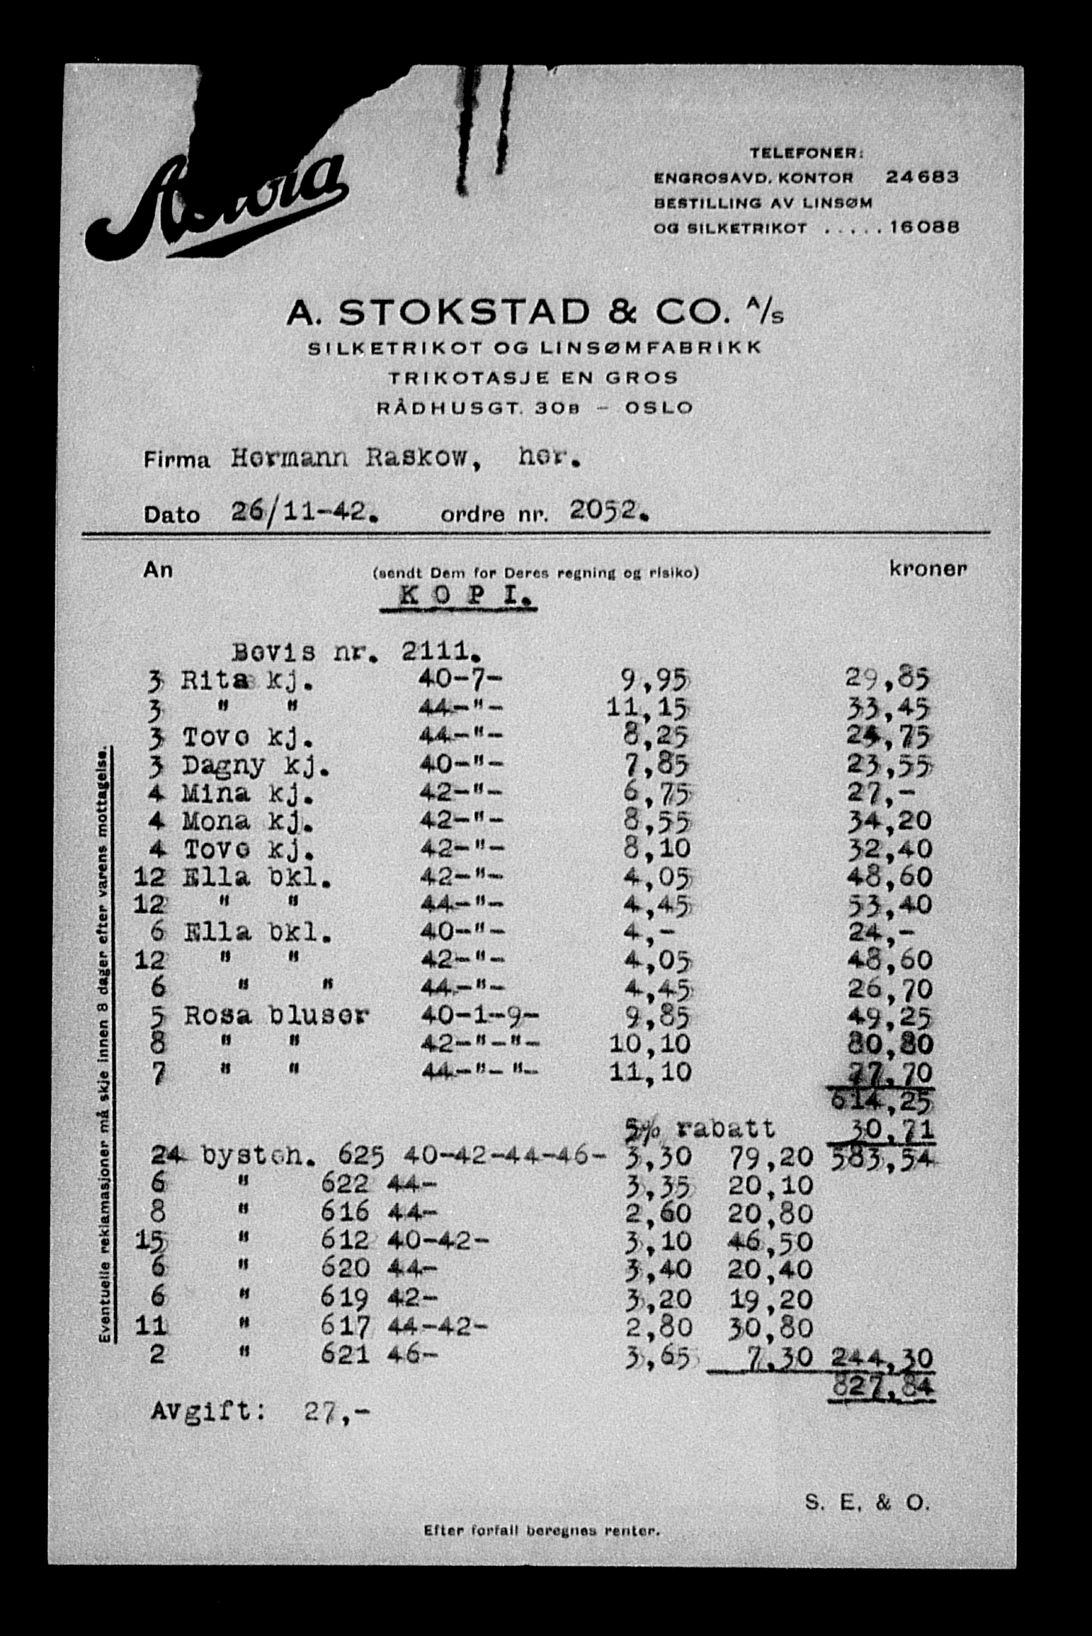 TELEFONER:
ENGROSAVD. KONTOR 24683
BESTILLING AV LINSØM
OG SILKETRIKOT . . . . . 16088
A. STOKSTAD & CO. A/S
SILKETRIKOT OG LINSØMFABRIKK
TRIKOTASJE EN GROS
RÅDHUSGT. 30B – OSLO
Firma Hermann Raskow, her.
Dato 26/11-42. ordre nr. 2052.
An (sendt Dem for Deres regning og risiko) kroner
K O P I.
Bevis nr. 2111.
3 Rita kj. 40-7- 9,95 29,85
3 " " 44-"- 11,15 33,45
3 Tove kj. 44-"- 8,25 24,75
3 Dagny kj. 40-"- 7,85 23,55
4 Mina kj. 42-"- 6,75 27,-
4 Mona kj. 42-"- 8,55 34,20
4 Tove kj. 42-"- 8,10 32,40
12 Ella bkl. 42-"- 4,05 48,60
12 " " 44-"- 4,45 53,40
6 Ella bkl. 40-"- 4,- 24,-
12 " " 42-"- 4,05 48,60
6 " " 44-"- 4,45 26,70
5 Rosa bluser 40-1-9- 9,85 49,25
8 " " 42-"-"- 10,10 80,80
7 " " 44-"-"- 11,10 77,70
614,25
5% rabatt 30,71
24 bysteh. 625 40-42-44-46- 3,30 79,20 583,54
6 " 622 44- 3,35 20,10
8 " 616 44- 2,60 20,80
15 " 612 40-42- 3,10 46,50
6 " 620 44- 3,40 20,40
6 " 619 42- 3,20 19,20
11 " 617 44-42- 2,80 30,80
2 " 621 46- 3,65 7,30 244,30
827,84
Avgift: 27,-
S. E. & O.
Efter forfall beregnes renter.
Eventuelle reklamasjoner må skje innen 8 dager efter varens mottagelse.